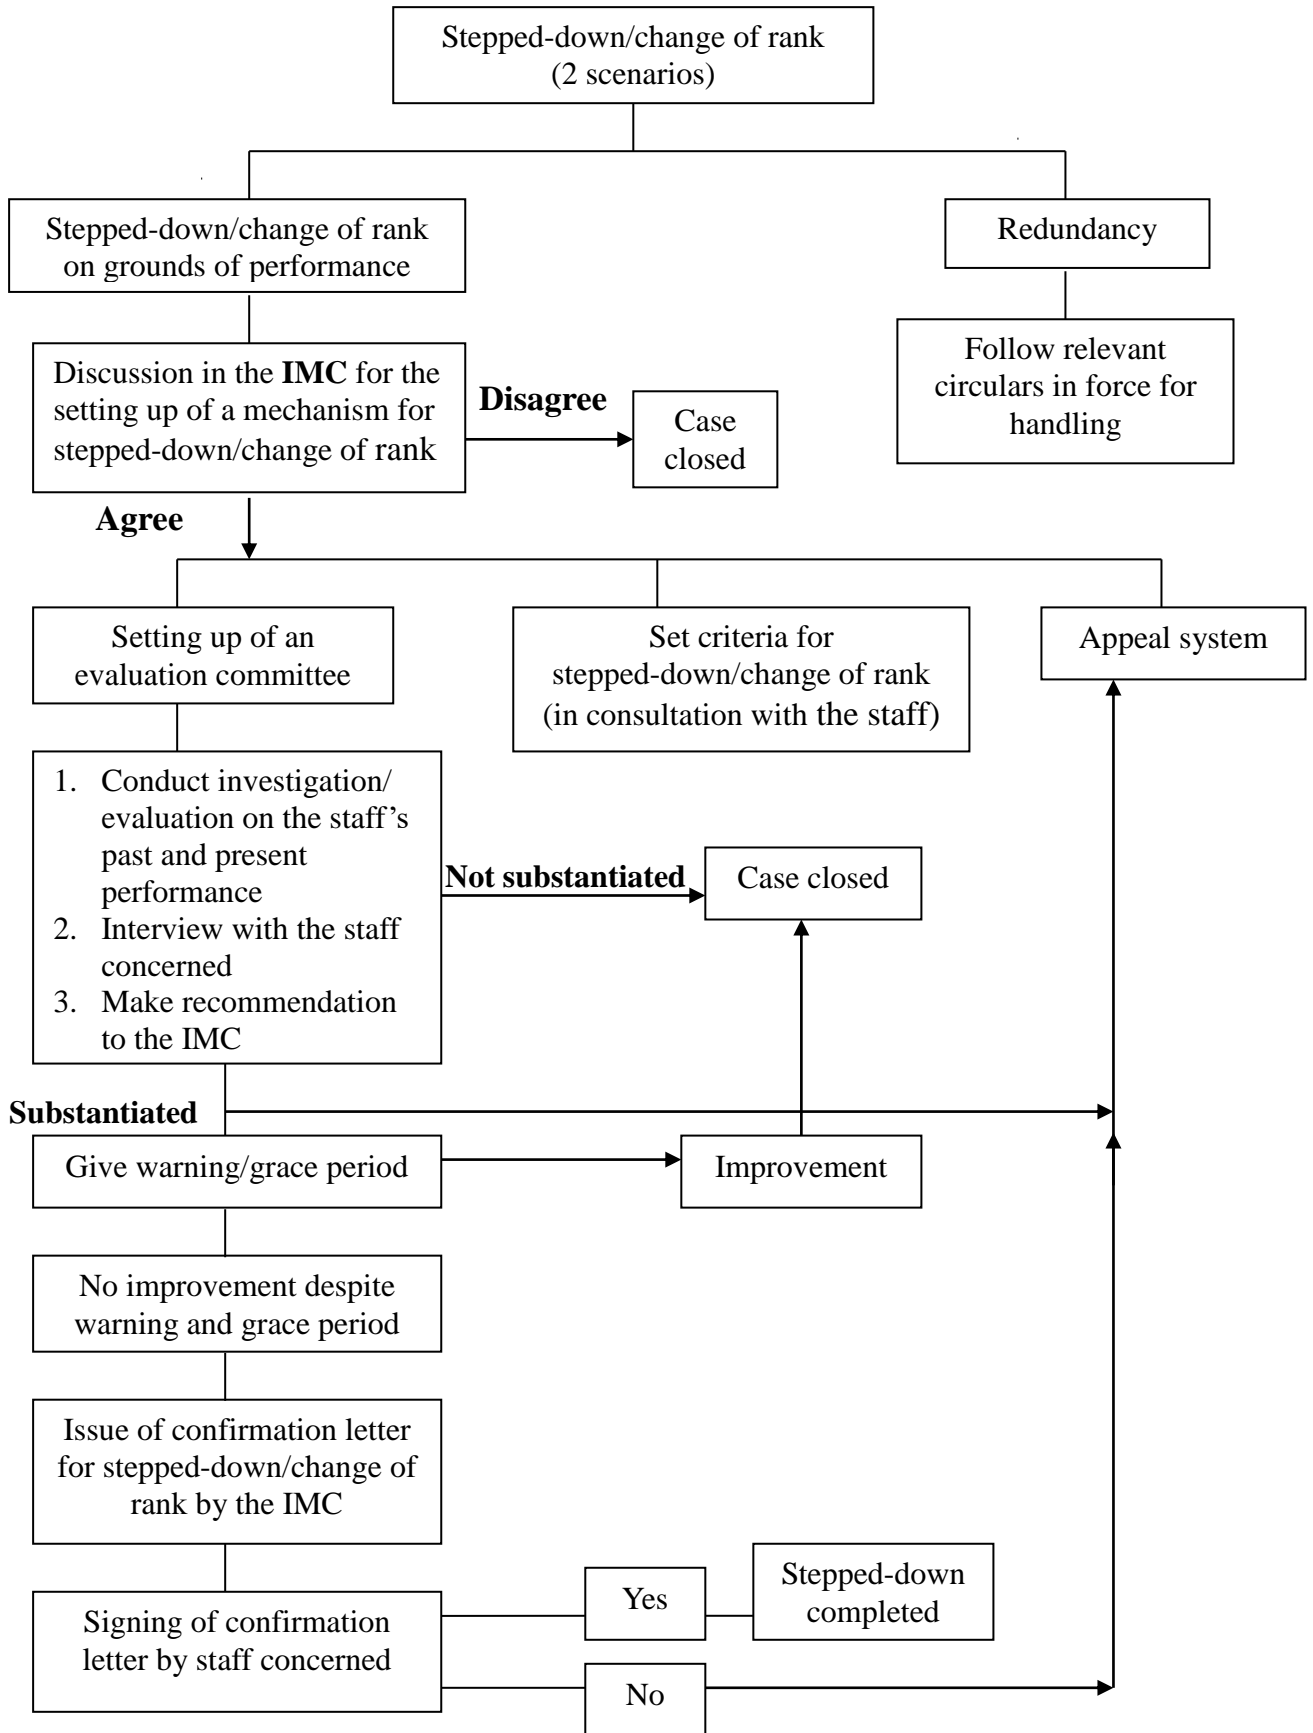 Stepped-down/change of rank
(2 scenarios)
Stepped-down/change of rank
on grounds of performance
Redundancy
Discussion in the IMC for the
setting up of a mechanism for
stepped-down/change of rank
Disagree
Case
closed
Follow relevant
circulars in force for
handling
Agree
Setting up of an
evaluation committee
Set criteria for
stepped-down/change of rank
(in consultation with the staff)
Appeal system
1. Conduct investigation/
evaluation on the staff’s
past and present
performance
2. Interview with the staff
concerned
3. Make recommendation
to the IMC
Not substantiated
Case closed
Substantiated
Give warning/grace period
Improvement
No improvement despite
warning and grace period
Issue of confirmation letter
for stepped-down/change of
rank by the IMC
Signing of confirmation
letter by staff concerned
Yes
Stepped-down
completed
No